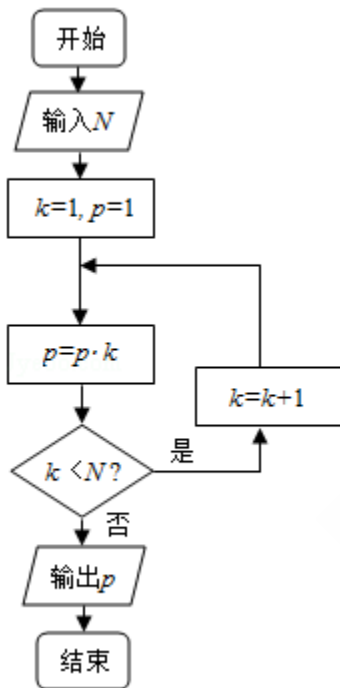 开始
输入N
k=1, p=1
p=p· k
k=k+1
k<N?
是
否
输出p
结束